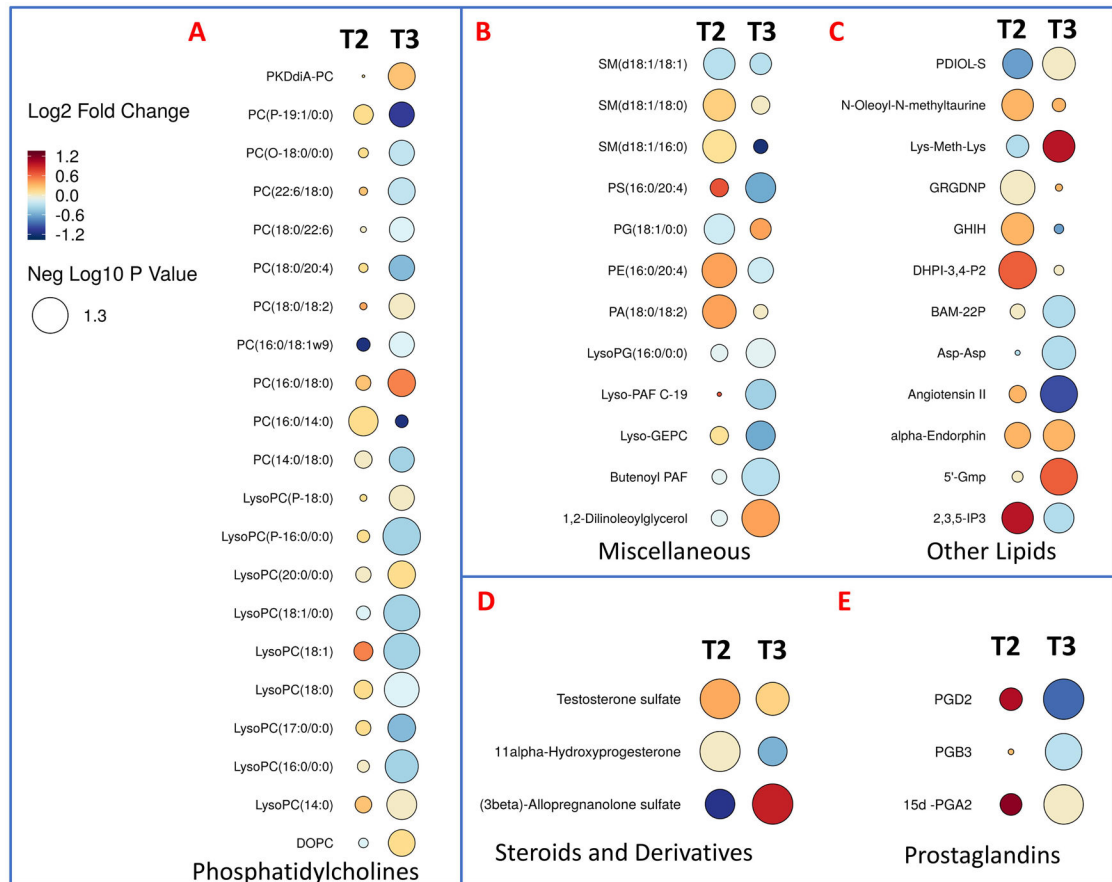 A
T2 T3
Log2 Fold Change
1.2
0.6
0.0
-0.6
-1.2
Neg Log10 P Value
1.3
PKDdiA-PC
PC(P-19:1/0:0)
PC(O-18:0/0:0)
PC(22:6/18:0)
PC(18:0/22:6)
PC(18:0/20:4)
PC(18:0/18:2)
PC(16:0/18:1w9)
PC(16:0/18:0)
PC(16:0/14:0)
PC(14:0/18:0)
LysoPC(P-18:0)
LysoPC(P-16:0/0:0)
LysoPC(20:0/0:0)
LysoPC(18:1/0:0)
LysoPC(18:1)
LysoPC(18:0)
LysoPC(17:0/0:0)
LysoPC(16:0/0:0)
LysoPC(14:0)
DOPC
Phosphatidylcholines
B
T2 T3
SM(d18:1/18:1)
SM(d18:1/18:0)
SM(d18:1/16:0)
PS(16:0/20:4)
PG(18:1/0:0)
PE(16:0/20:4)
PA(18:0/18:2)
LysoPG(16:0/0:0)
Lyso-PAF C-19
Lyso-GEPC
Butenoyl PAF
1,2-Dilinoleoylglycerol
Miscellaneous
C
T2 T3
PDIOL-S
N-Oleoyl-N-methyltaurine
Lys-Meth-Lys
GRGDNP
GHIH
DHPI-3,4-P2
BAM-22P
Asp-Asp
Angiotensin II
alpha-Endorphin
5'-Gmp
2,3,5-IP3
Other Lipids
D
T2 T3
Testosterone sulfate
11alpha-Hydroxyprogesterone
(3beta)-Allopregnanolone sulfate
Steroids and Derivatives
E
T2 T3
PGD2
PGB3
15d -PGA2
Prostaglandins